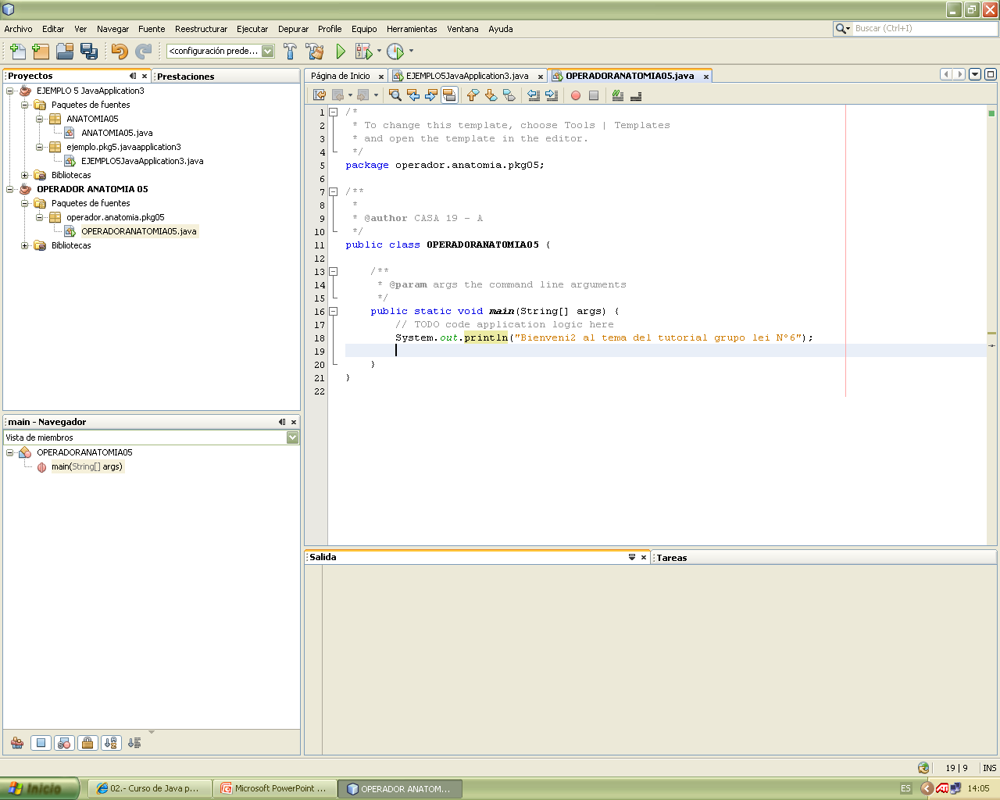 Archivo Editar Ver Navegar Fuente Reestructurar Ejecutar Depurar Profile Equipo Herramientas Ventana Ayuda
Buscar (Ctrl+I)
<configuración prede...
Proyectos
Prestaciones
EJEMPLO 5 JavaApplication3
Paquetes de fuentes
ANATOMIA05
ANATOMIA05.java
ejemplo.pkg5.javaapplication3
EJEMPLO5JavaApplication3.java
Bibliotecas
OPERADOR ANATOMIA 05
Paquetes de fuentes
operador.anatomia.pkg05
OPERADORANATOMIA05.java
Bibliotecas
Página de Inicio
EJEMPLO5JavaApplication3.java
OPERADORANATOMIA05.java
1 /*
2 * To change this template, choose Tools | Templates
3 * and open the template in the editor.
4 */
5 package operador.anatomia.pkg05;
6
7 /**
8 *
9 * @author CASA 19 - A
10 */
11 public class OPERADORANATOMIA05 {
12
13 /**
14 * @param args the command line arguments
15 */
16 public static void main(String[] args) {
17 // TODO code application logic here
18 System.out.println("Bienveni2 al tema del tutorial grupo lei Nº6");
19
20 }
21 }
22
main - Navegador
Vista de miembros
OPERADORANATOMIA05
main(String[] args)
Salida
Tareas
19 | 9 INS
Inicio
02.- Curso de Java p...
Microsoft PowerPoint ...
OPERADOR ANATOM...
ES
14:05